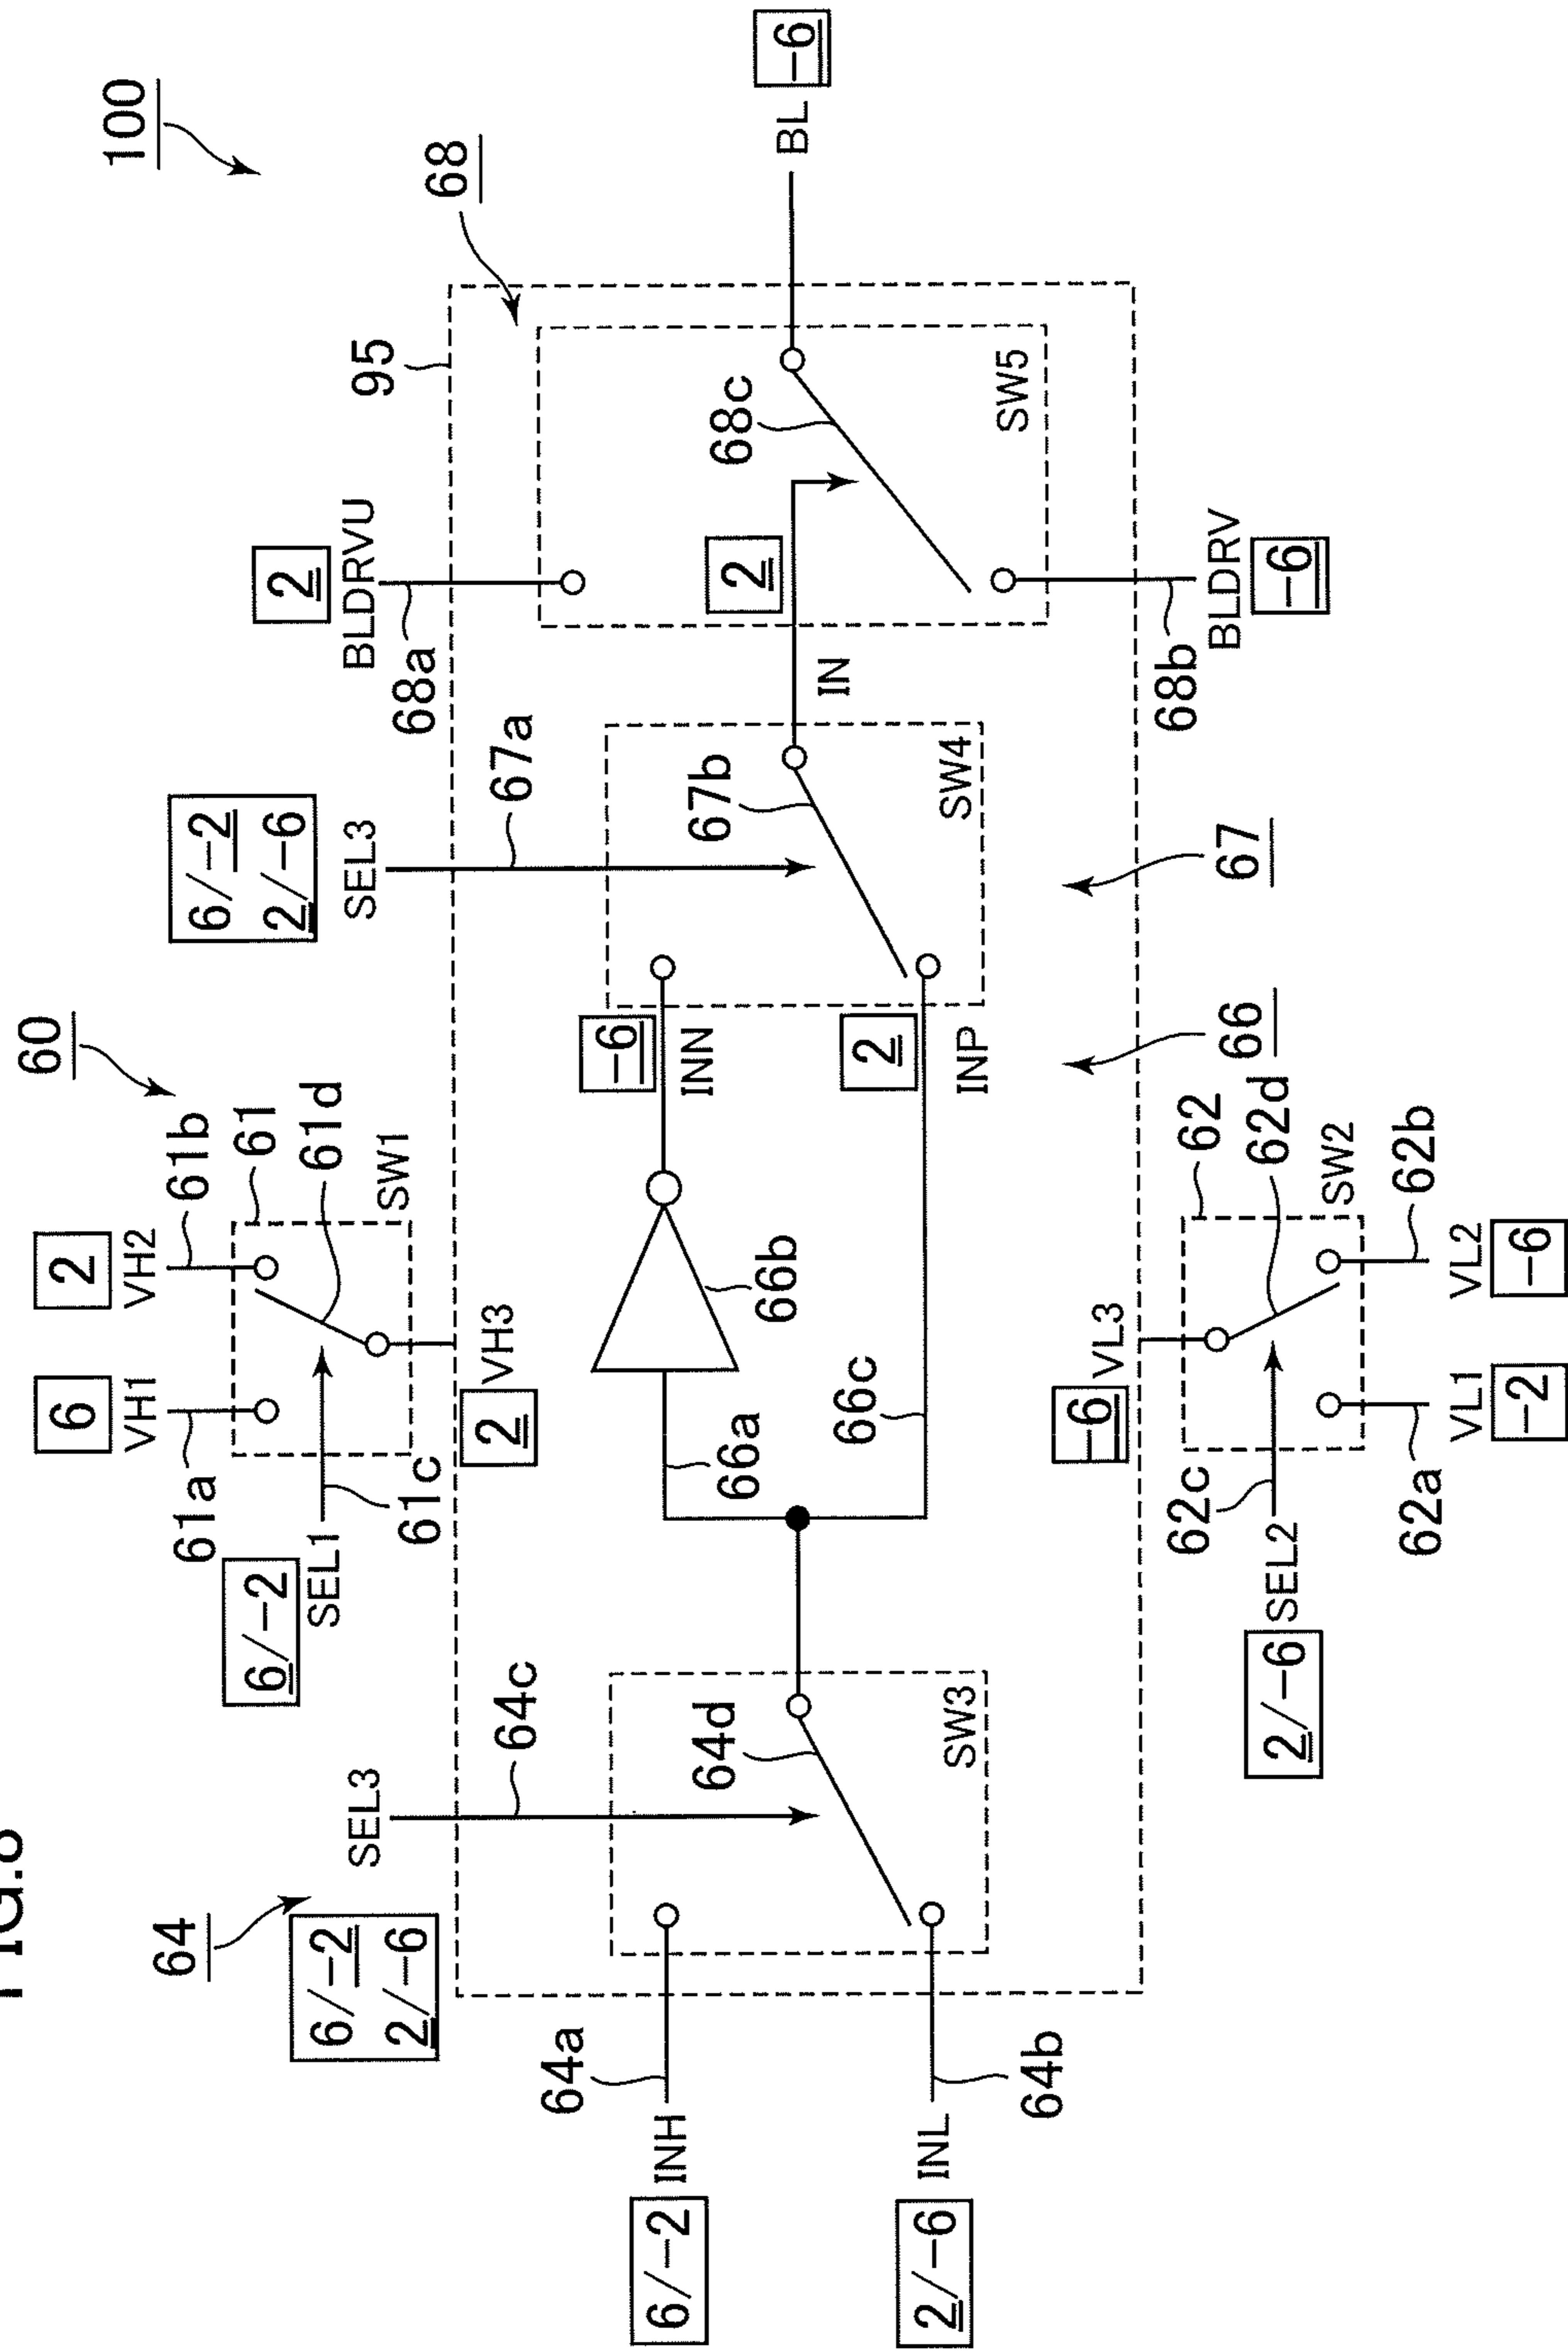 FIG.8
100
60
64
61a
61b
61
61d
SW1
6
VH1
2
VH2
6/−2
SEL1
61c
2
VH3
SEL3
64c
6/−2
2/−6
SEL3
67a
6/−2
2/−6
2
BLDRVU
68a
95
68
64a
INH
6/−2
64b
INL
2/−6
64d
SW3
66a
66b
66c
−6
INN
2
INP
67b
SW4
IN
2
68c
SW5
BL
−6
66
67
68b
BLDRV
−6
−6
VL3
62
62d
SW2
62c
2/−6
SEL2
62a
62b
VL1
−2
VL2
−6